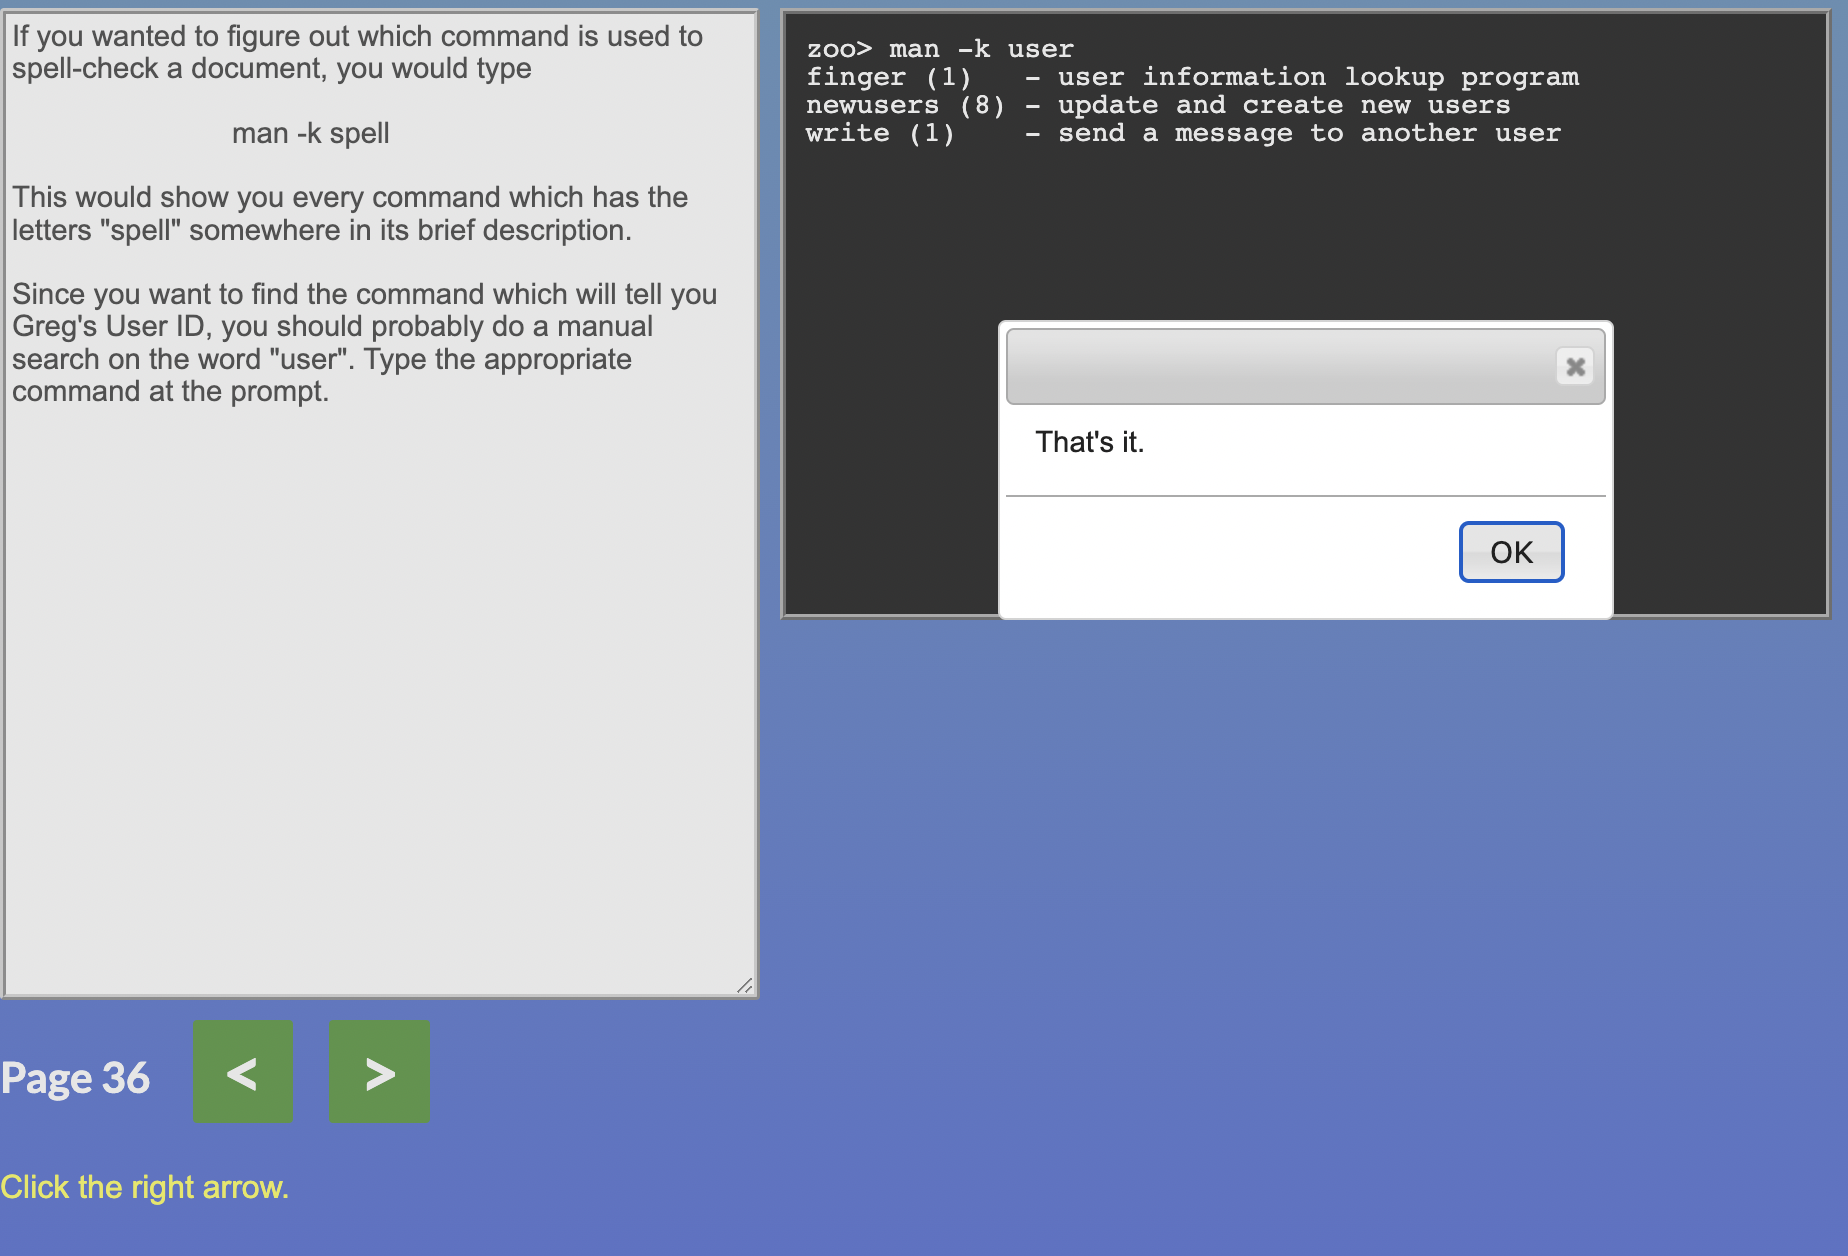 If you wanted to figure out which command is used to
spell-check a document, you would type
man -k spell
This would show you every command which has the
letters "spell" somewhere in its brief description.
Since you want to find the command which will tell you
Greg's User ID, you should probably do a manual
search on the word "user". Type the appropriate
command at the prompt.
zoo> man -k user
finger (1)   - user information lookup program
newusers (8) - update and create new users
write (1)    - send a message to another user
That's it.
OK
Page 36
<
>
Click the right arrow.